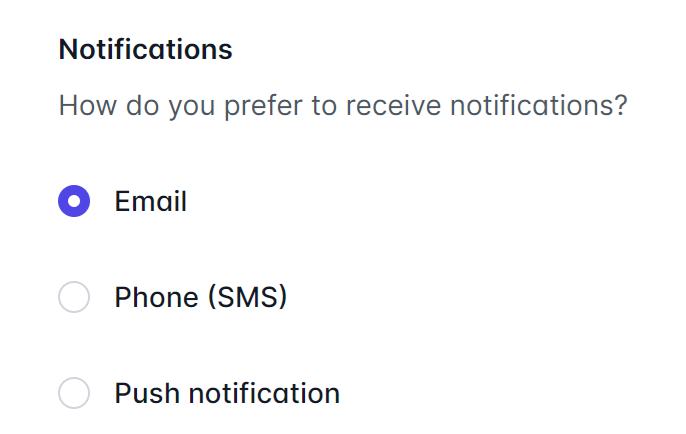 Notifications
How do you prefer to receive notifications?
Email
Phone (SMS)
Push notification